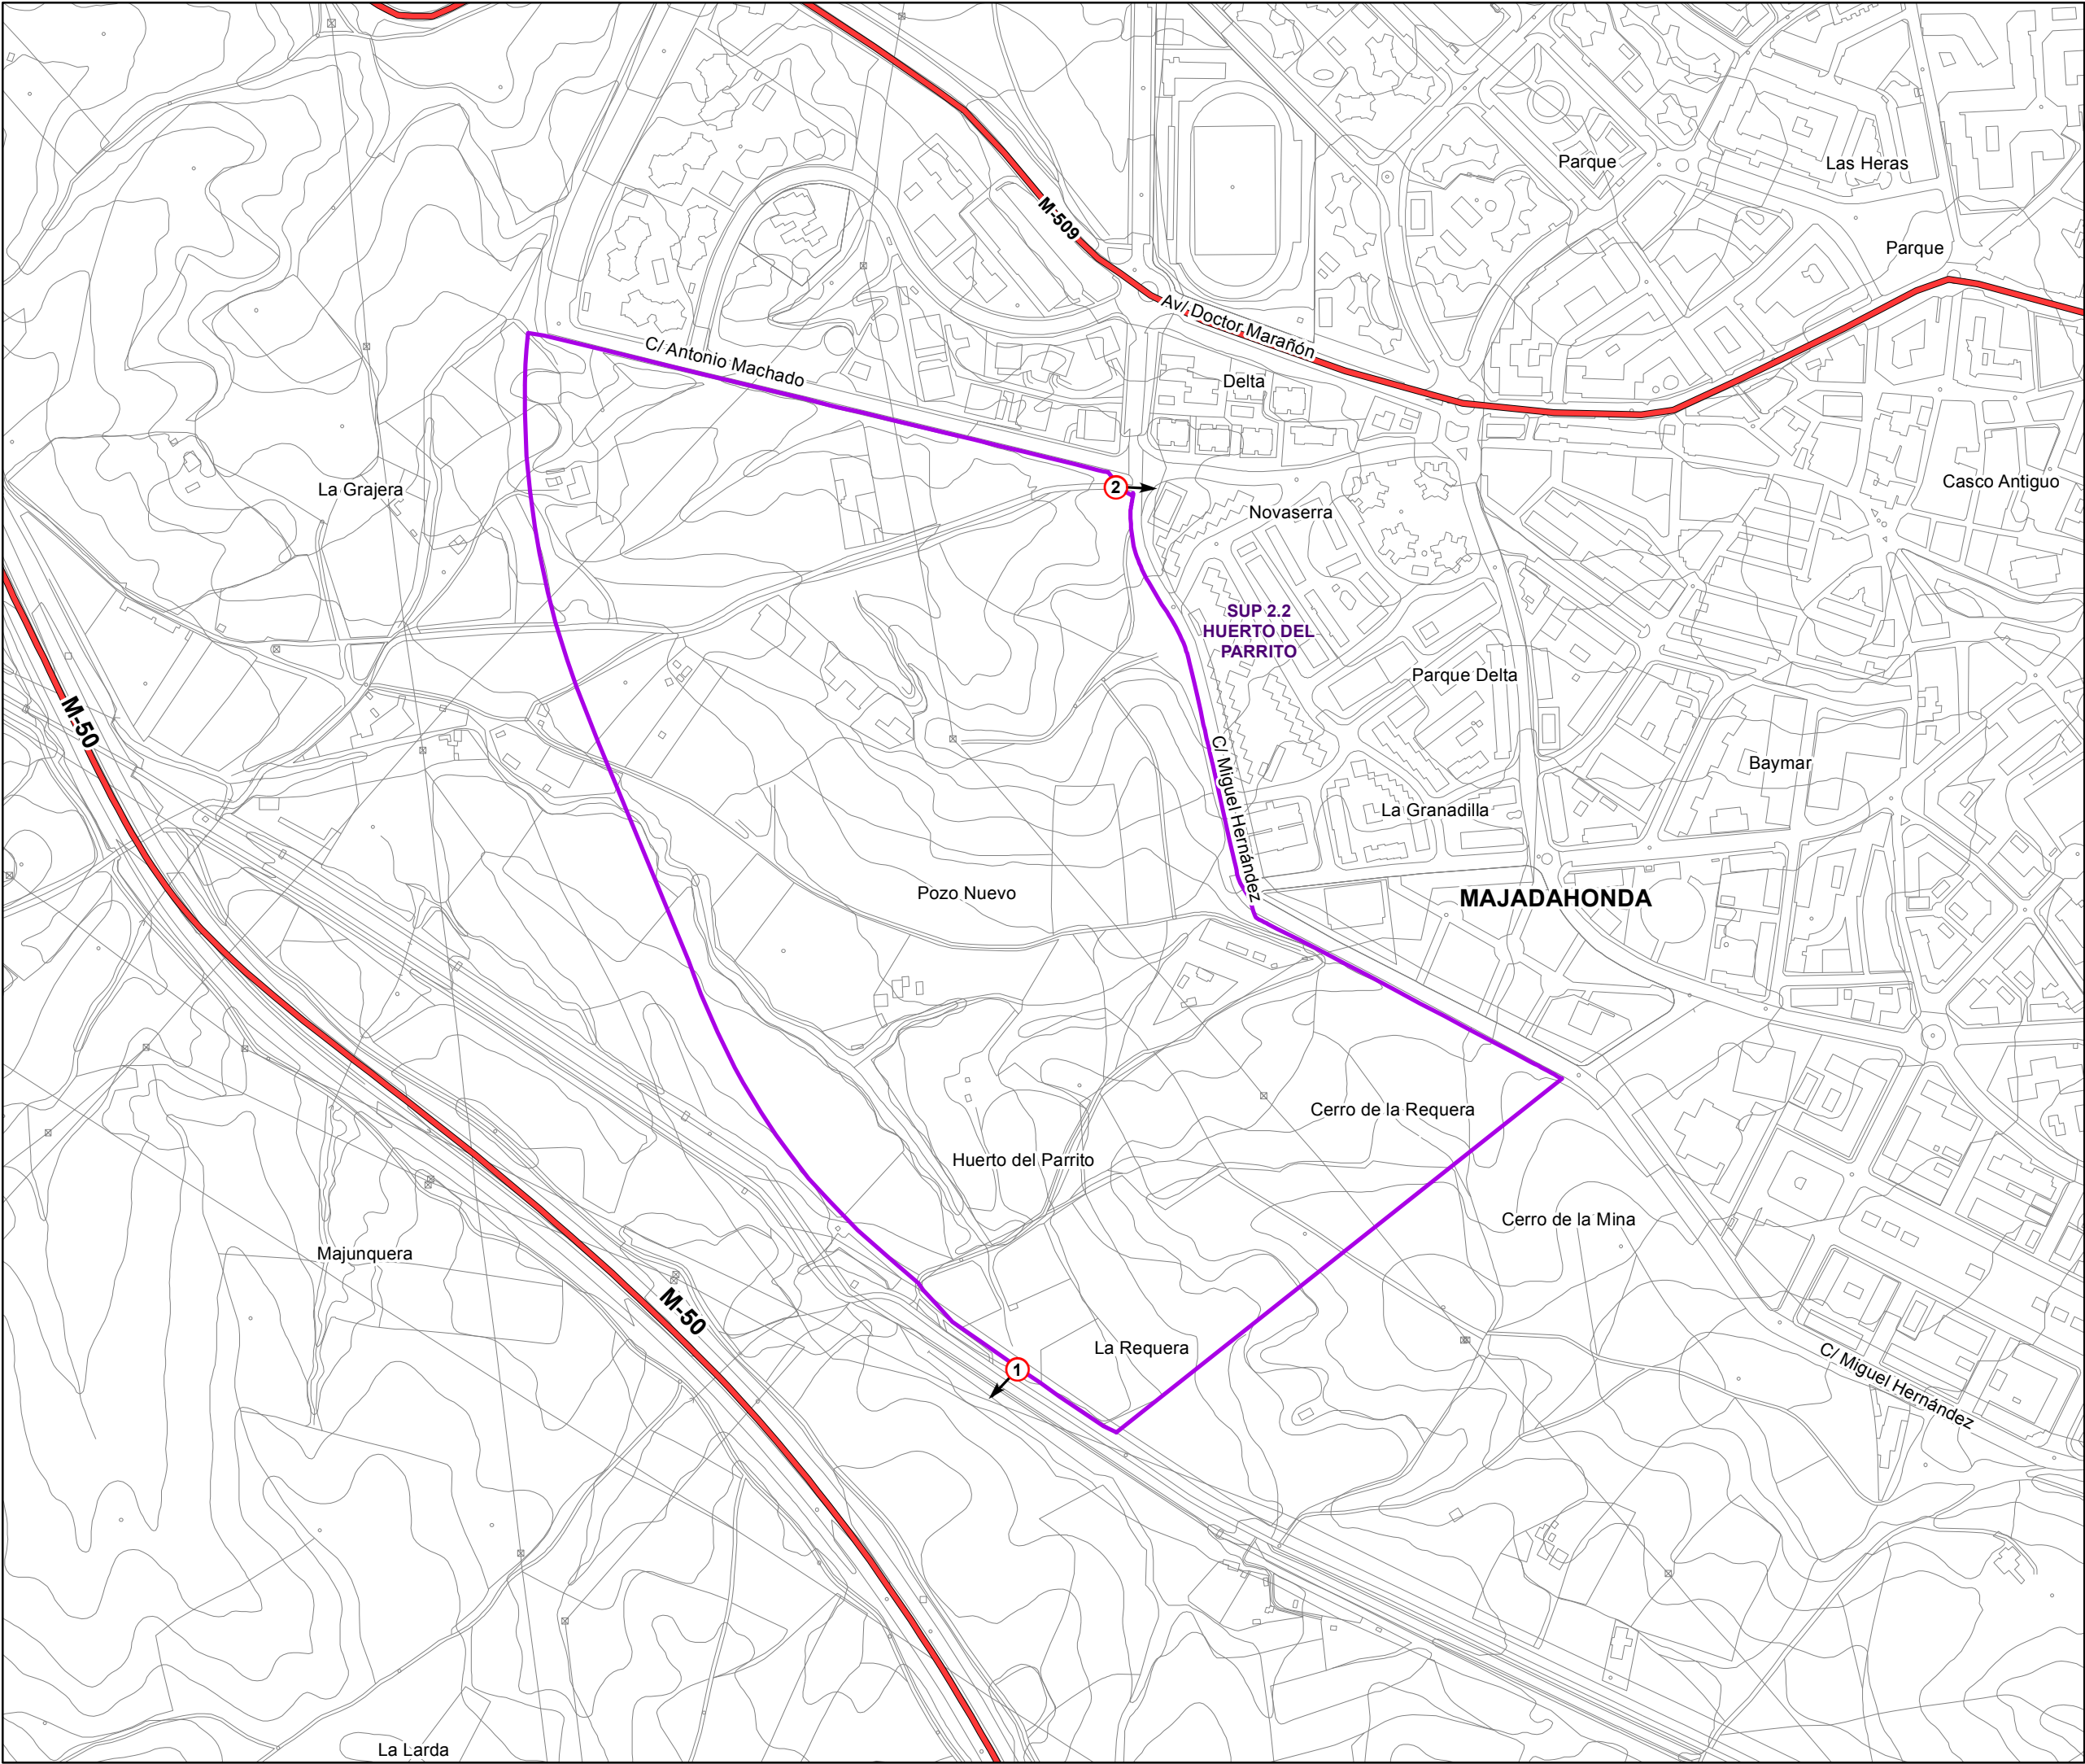 Parque
Las Heras
M-509
Parque
Av/ Doctor Marañón
C/ Antonio Machado
Delta
La Grajera
2
Casco Antiguo
Novaserra
SUP 2.2
HUERTO DEL
PARRITO
Parque Delta
M-50
C/ Miguel Hernández
Baymar
La Granadilla
Pozo Nuevo
MAJADAHONDA
Cerro de la Requera
Huerto del Parrito
Cerro de la Mina
Majunquera
M-50
La Requera
1
C/ Miguel Hernández
La Larda